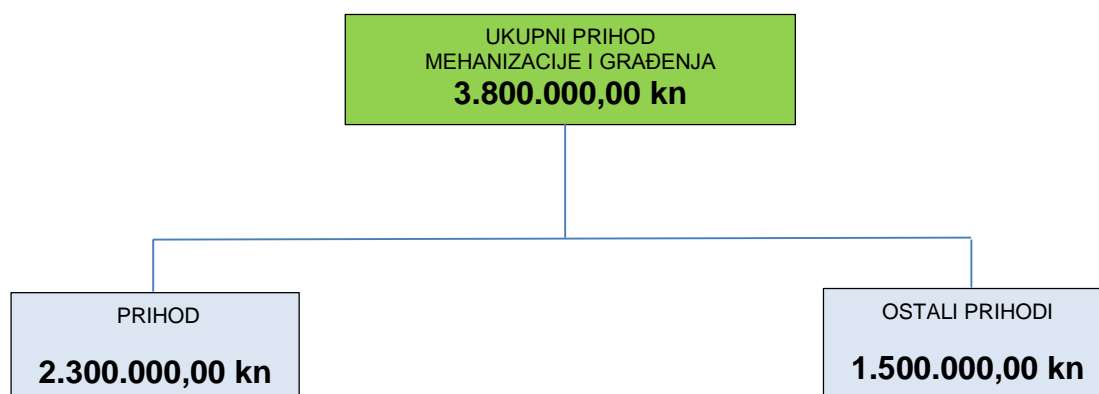 UKUPNI PRIHOD
MEHANIZACIJE I GRAĐENJA
3.800.000,00 kn
PRIHOD
2.300.000,00 kn
OSTALI PRIHODI
1.500.000,00 kn